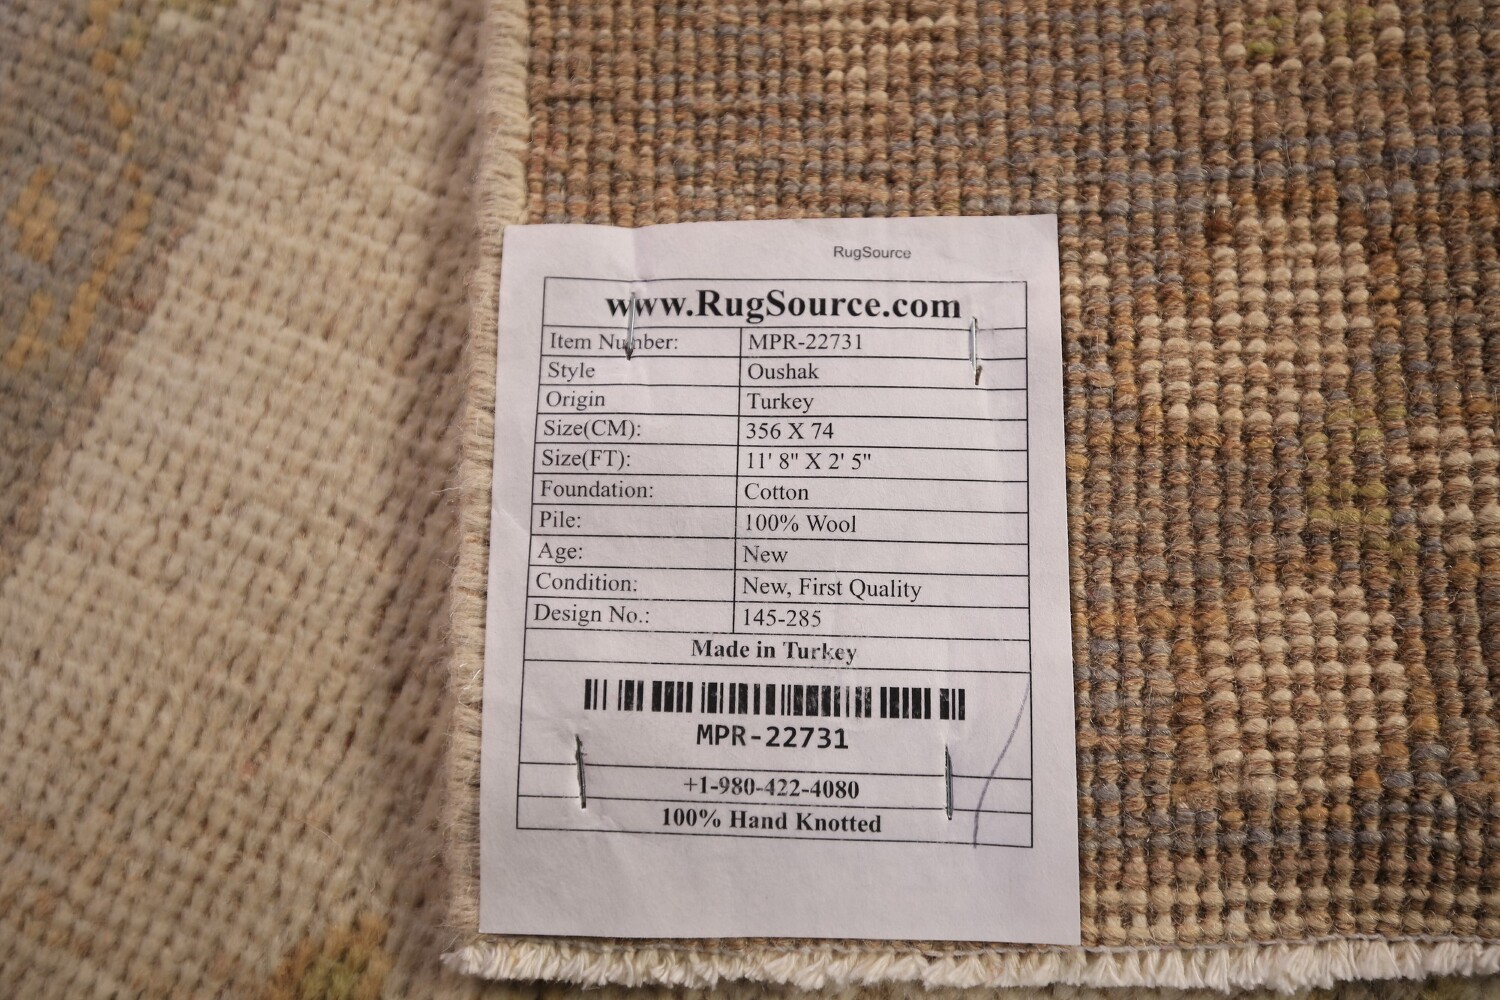 RugSource
www.RugSource.com
Item Number: MPR-22731
Style Oushak
Origin Turkey
Size(CM): 356 X 74
Size(FT): 11' 8" X 2' 5"
Foundation: Cotton
Pile: 100% Wool
Age: New
Condition: New, First Quality
Design No.: 145-285
Made in Turkey
MPR-22731
+1-980-422-4080
100% Hand Knotted